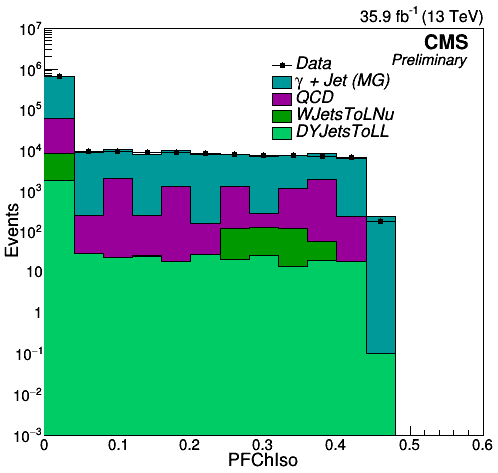 35.9 fb⁻¹ (13 TeV)
CMS
Preliminary
Data
γ + Jet (MG)
QCD
WJetsToLNu
DYJetsToLL
Events
10⁷
10⁶
10⁵
10⁴
10³
10²
10
1
10⁻¹
10⁻²
10⁻³
0 0.1 0.2 0.3 0.4 0.5 0.6
PFChIso